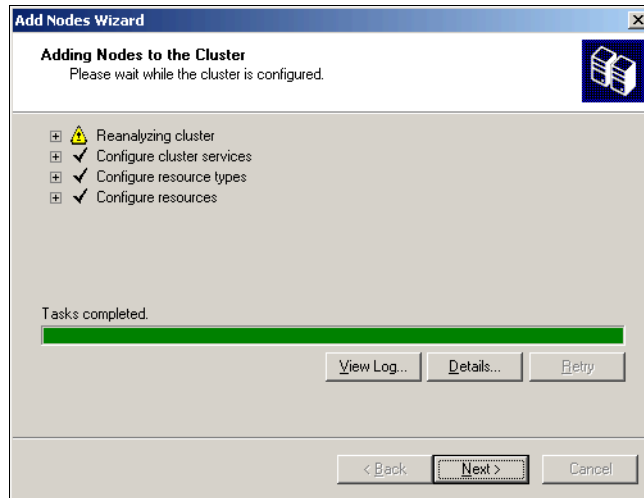 Add Nodes Wizard
Adding Nodes to the Cluster
Please wait while the cluster is configured.
Reanalyzing cluster
Configure cluster services
Configure resource types
Configure resources
Tasks completed.
View Log... Details... Retry
< Back Next > Cancel